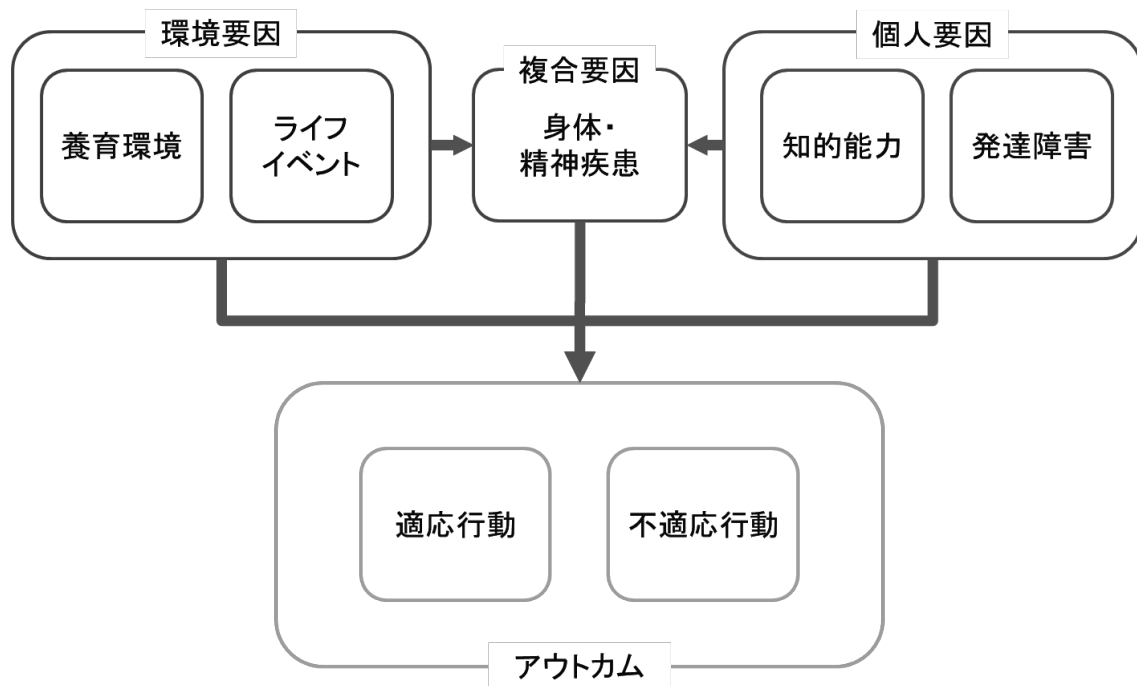 環境要因
養育環境
ライフ
イベント
複合要因
身体・
精神疾患
個人要因
知的能力
発達障害
適応行動
不適応行動
アウトカム